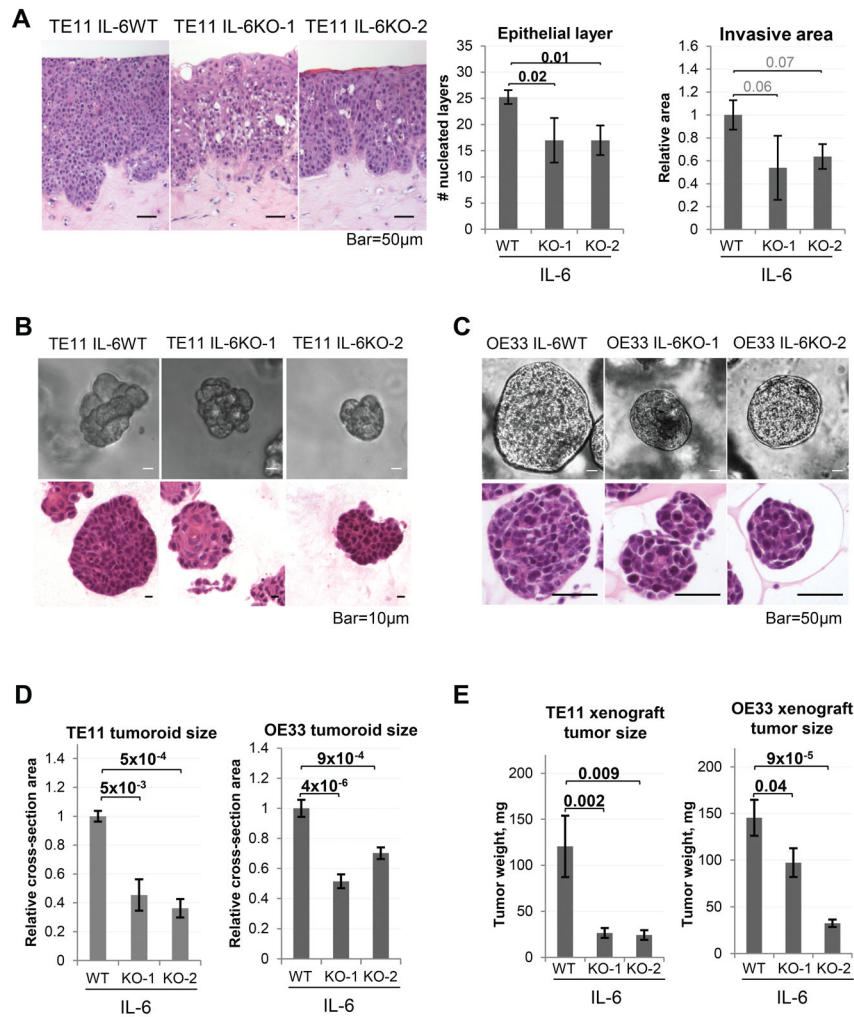 A
TE11 IL-6WT TE11 IL-6KO-1 TE11 IL-6KO-2
Bar=50µm
Epithelial layer
# nucleated layers
40
35
30
25
20
15
10
5
0
0.01
0.02
WT KO-1 KO-2
IL-6
Invasive area
Relative area
1.6
1.4
1.2
1
0.8
0.6
0.4
0.2
0
0.07
0.06
WT KO-1 KO-2
IL-6
B
TE11 IL-6WT TE11 IL-6KO-1 TE11 IL-6KO-2
Bar=10µm
C
OE33 IL-6WT OE33 IL-6KO-1 OE33 IL-6KO-2
Bar=50µm
D
TE11 tumoroid size
Relative cross-section area
1.4
1.2
1
0.8
0.6
0.4
0.2
0
5x10-4
5x10-3
WT KO-1 KO-2
IL-6
OE33 tumoroid size
Relative cross-section area
1.4
1.2
1
0.8
0.6
0.4
0.2
0
9x10-4
4x10-6
WT KO-1 KO-2
IL-6
E
TE11 xenograft
tumor size
Tumor weight, mg
200
150
100
50
0
0.009
0.002
WT KO-1 KO-2
IL-6
OE33 xenograft
tumor size
Tumor weight, mg
200
150
100
50
0
9x10-5
0.04
WT KO-1 KO-2
IL-6